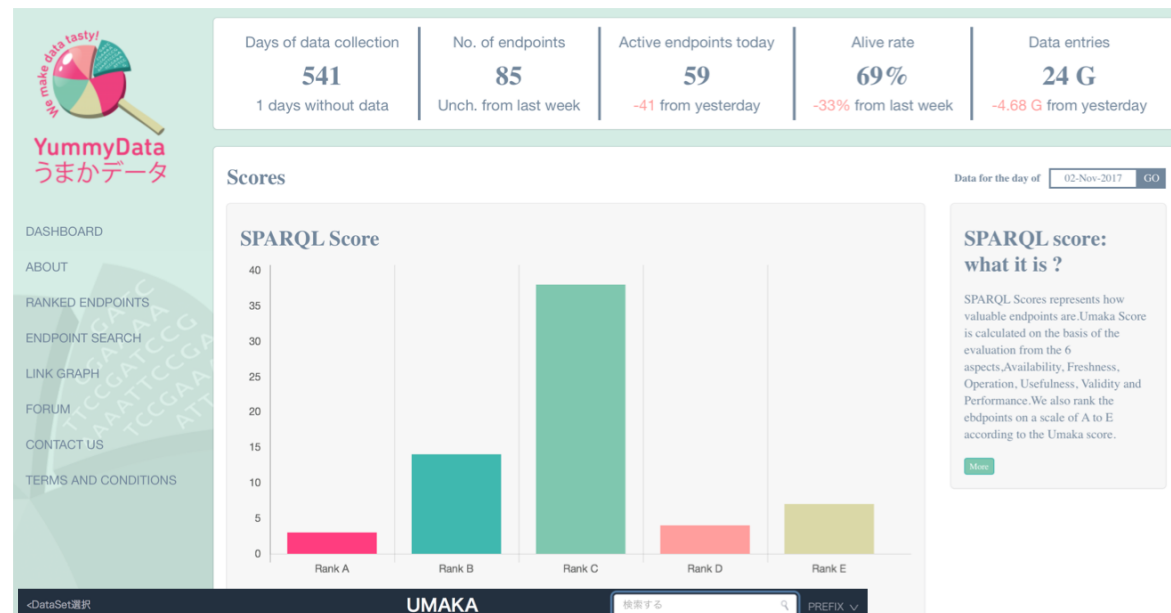 We make data tasty!
YummyData
うまかデータ
DASHBOARD
ABOUT
RANKED ENDPOINTS
ENDPOINT SEARCH
LINK GRAPH
FORUM
CONTACT US
TERMS AND CONDITIONS
Days of data collection
541
1 days without data
No. of endpoints
85
Unch. from last week
Active endpoints today
59
-41 from yesterday
Alive rate
69%
-33% from last week
Data entries
24 G
-4.68 G from yesterday
Scores
Data for the day of 02-Nov-2017 GO
SPARQL Score
40
35
30
25
20
15
10
5
0
Rank A Rank B Rank C Rank D Rank E
SPARQL score:
what it is ?
SPARQL Scores represents how
valuable endpoints are.Umaka Score
is calculated on the basis of the
evaluation from the 6
aspects,Availability, Freshness,
Operation, Usefulness, Validity and
Performance.We also rank the
ebdpoints on a scale of A to E
according to the Umaka score.
More
<DataSet選択 UMAKA 検索する PREFIX